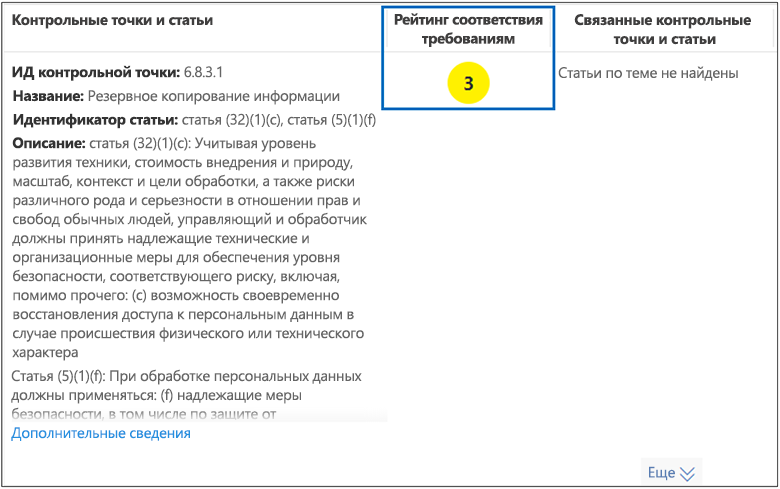 Контрольные точки и статьи
Рейтинг соответствия
требованиям
Связанные контрольные
точки и статьи
ИД контрольной точки: 6.8.3.1
Название: Резервное копирование информации
Идентификатор статьи: статья (32)(1)(c), статья (5)(1)(f)
Описание: статья (32)(1)(c): Учитывая уровень
развития техники, стоимость внедрения и природу,
масштаб, контекст и цели обработки, а также риски
различного рода и серьезности в отношении прав и
свобод обычных людей, управляющий и обработчик
должны принять надлежащие технические и
организационные меры для обеспечения уровня
безопасности, соответствующего риску, включая,
помимо прочего: (c) возможность своевременно
восстановления доступа к персональным данным в
случае происшествия физического или технического
характера
Статья (5)(1)(f): При обработке персональных данных
должны применяться: (f) надлежащие меры
безопасности, в том числе по защите от
Дополнительные сведения
3
Статьи по теме не найдены
Еще